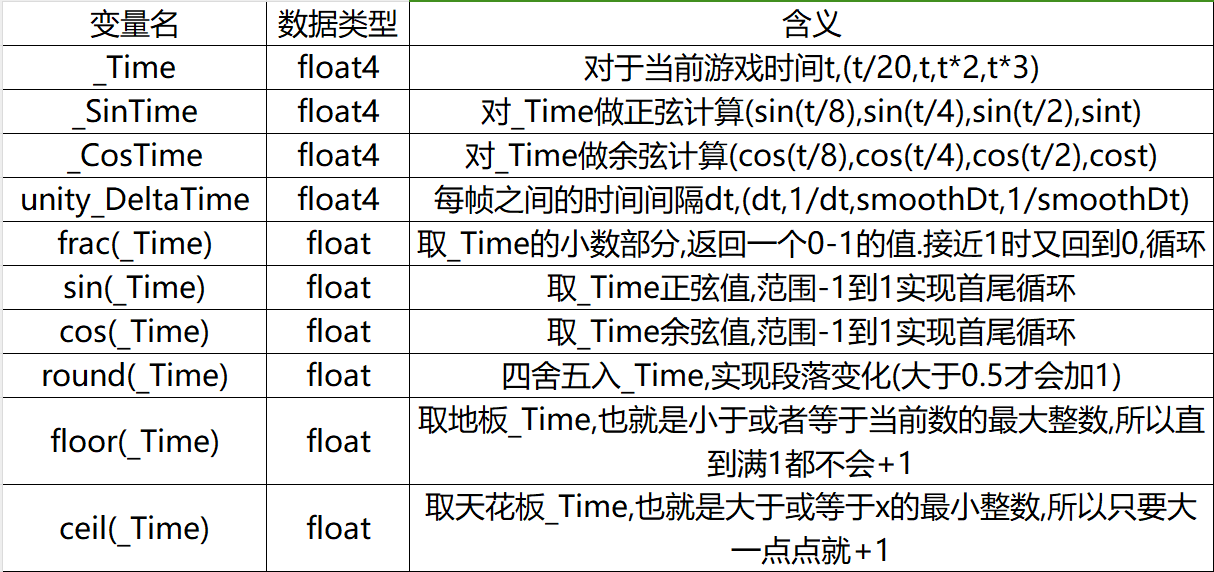 变量名 数据类型 含义
_Time float4 对于当前游戏时间t,(t/20,t,t*2,t*3)
_SinTime float4 对_Time做正弦计算(sin(t/8),sin(t/4),sin(t/2),sint)
_CosTime float4 对_Time做余弦计算(cos(t/8),cos(t/4),cos(t/2),cost)
unity_DeltaTime float4 每帧之间的时间间隔dt,(dt,1/dt,smoothDt,1/smoothDt)
frac(_Time) float 取_Time的小数部分,返回一个0-1的值.接近1时又回到0,循环
sin(_Time) float 取_Time正弦值,范围-1到1实现首尾循环
cos(_Time) float 取_Time余弦值,范围-1到1实现首尾循环
round(_Time) float 四舍五入_Time,实现段落变化(大于0.5才会加1)
floor(_Time) float 取地板_Time,也就是小于或者等于当前数的最大整数,所以直
到满1都不会+1
ceil(_Time) float 取天花板_Time,也就是大于或等于x的最小整数,所以只要大
一点点就+1